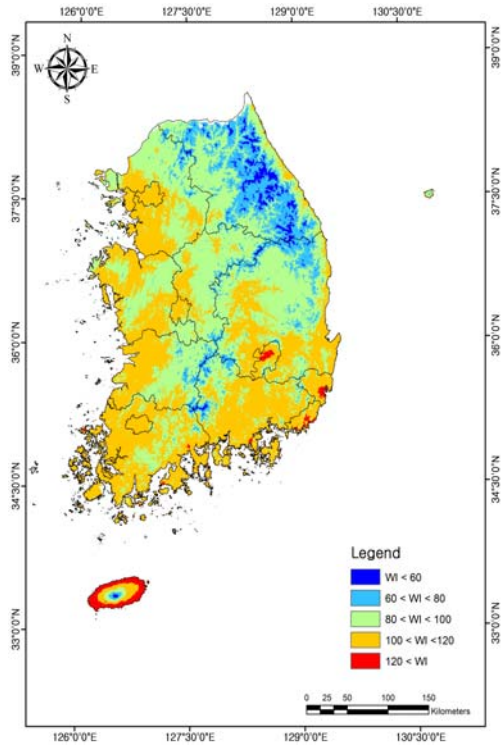 126°0'0"E 127°30'0"E 129°0'0"E 130°30'0"E
39°0'0"N 39°0'0"N
N
W E
S
37°30'0"N 37°30'0"N
36°0'0"N 36°0'0"N
34°30'0"N 34°30'0"N
Legend
WI < 60
60 < WI < 80
80 < WI < 100
100 < WI <120
120 < WI
33°0'0"N 33°0'0"N
0 25 50 100 150
Kilometers
126°0'0"E 127°30'0"E 129°0'0"E 130°30'0"E